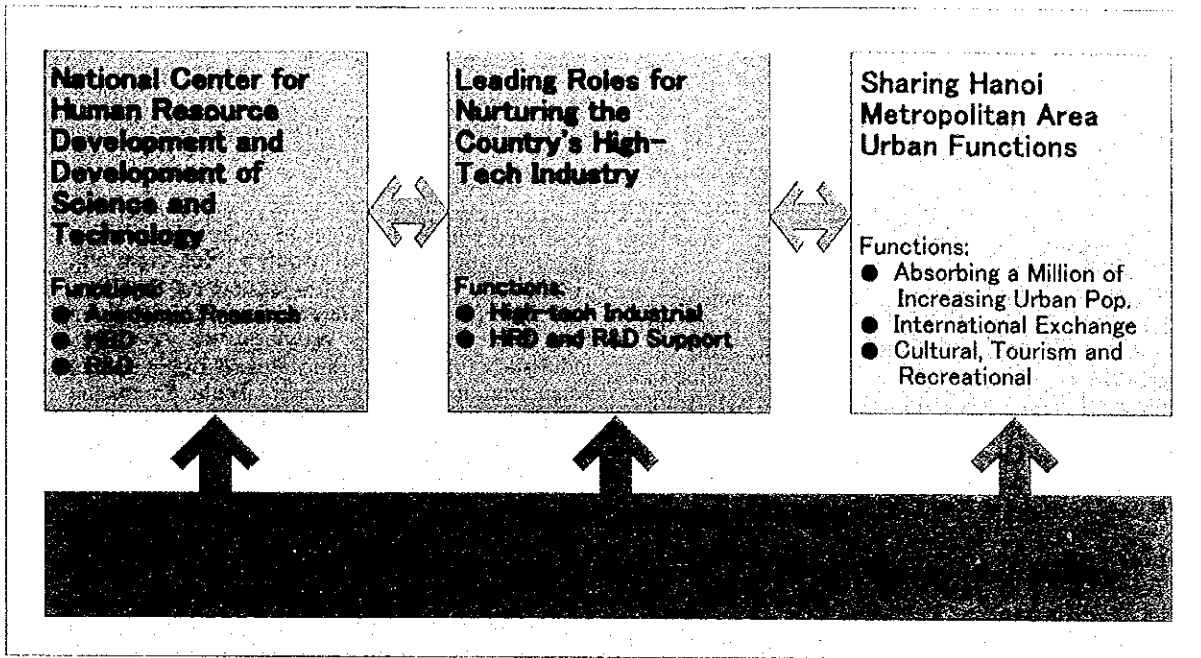 National Center for
Human Resource
Development and
Development of
Science and
Technology
Functions:
● Academic Research
● HRD
● R&D
Leading Roles for
Nurturing the
Country's High-
Tech Industry
Functions:
● High-tech Industrial
● HRD and R&D Support
Sharing Hanoi
Metropolitan Area
Urban Functions
Functions:
● Absorbing a Million of
Increasing Urban Pop.
● International Exchange
● Cultural, Tourism and
Recreational